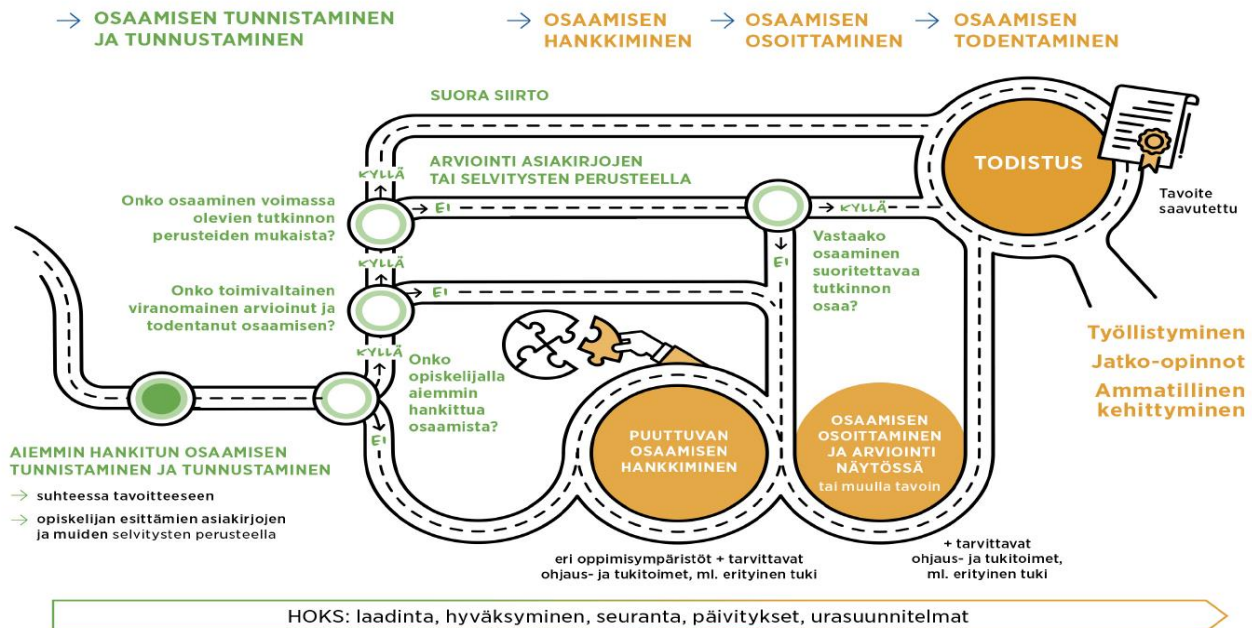 → OSAAMISEN TUNNISTAMINEN
JA TUNNUSTAMINEN
→ OSAAMISEN
HANKKIMINEN
→ OSAAMISEN
OSOITTAMINEN
→ OSAAMISEN
TODENTAMINEN
SUORA SIIRTO
KYLLÄ
ARVIOINTI ASIAKIRJOJEN
TAI SELVITYSTEN PERUSTEELLA
TODISTUS
Tavoite
saavutettu
Onko osaaminen voimassa
olevien tutkinnon
perusteiden mukaista?
→ EI
→ KYLLÄ
KYLLÄ
EI
Vastaako
osaaminen
suoritettavaa
tutkinnon
osaa?
Onko toimivaltainen
viranomainen arvioinut ja
todentanut osaamisen?
→ EI
KYLLÄ
Onko
opiskelijalla
aiemmin
hankittua
osaamista?
EI
Työllistyminen
Jatko-opinnot
Ammatillinen
kehittyminen
PUUTTUVAN
OSAAMISEN
HANKKIMINEN
OSAAMISEN
OSOITTAMINEN
JA ARVIOINTI
NÄYTÖSSÄ
tai muulla tavoin
AIEMMIN HANKITUN OSAAMISEN
TUNNISTAMINEN JA TUNNUSTAMINEN
→ suhteessa tavoitteeseen
→ opiskelijan esittämien asiakirjojen
ja muiden selvitysten perusteella
eri oppimisympäristöt + tarvittavat
ohjaus- ja tukitoimet, ml. erityinen tuki
+ tarvittavat
ohjaus- ja tukitoimet,
ml. erityinen tuki
HOKS: laadinta, hyväksyminen, seuranta, päivitykset, urasuunnitelmat